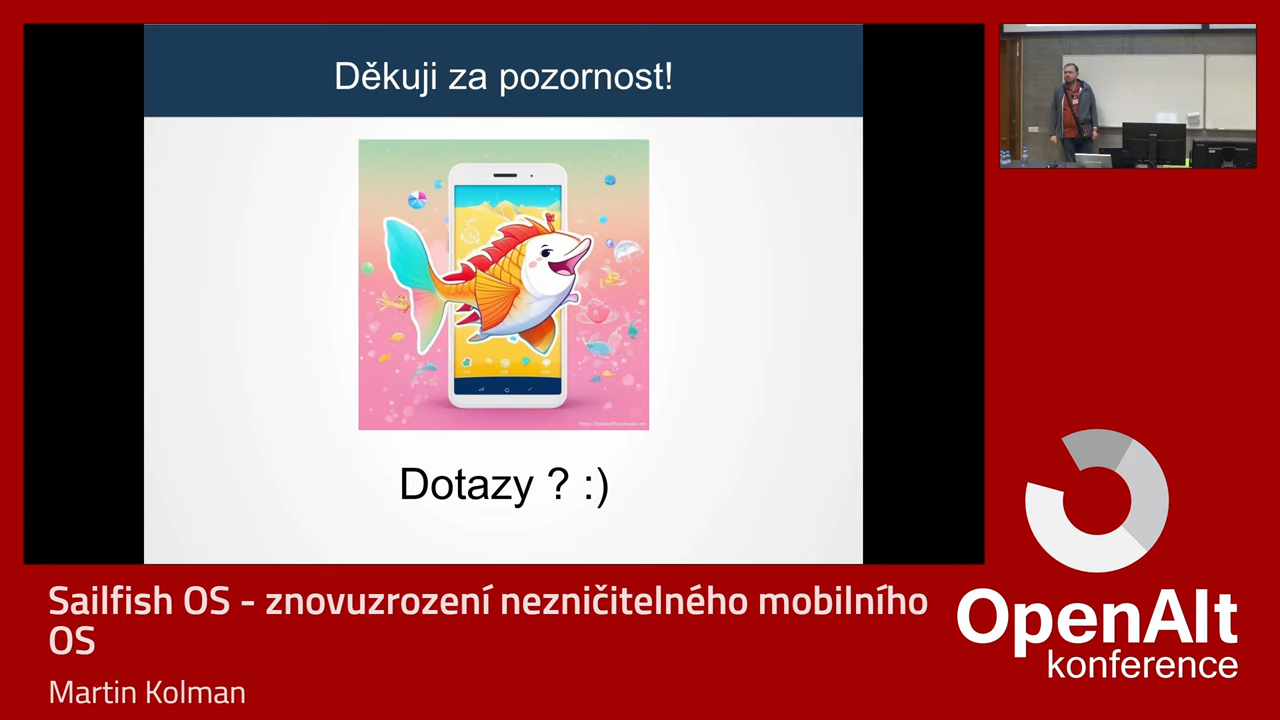 Děkuji za pozornost!
Dotazy ? :)
Sailfish OS - znovuzrození nezničitelného mobilního
OS
Martin Kolman
OpenAlt
konference